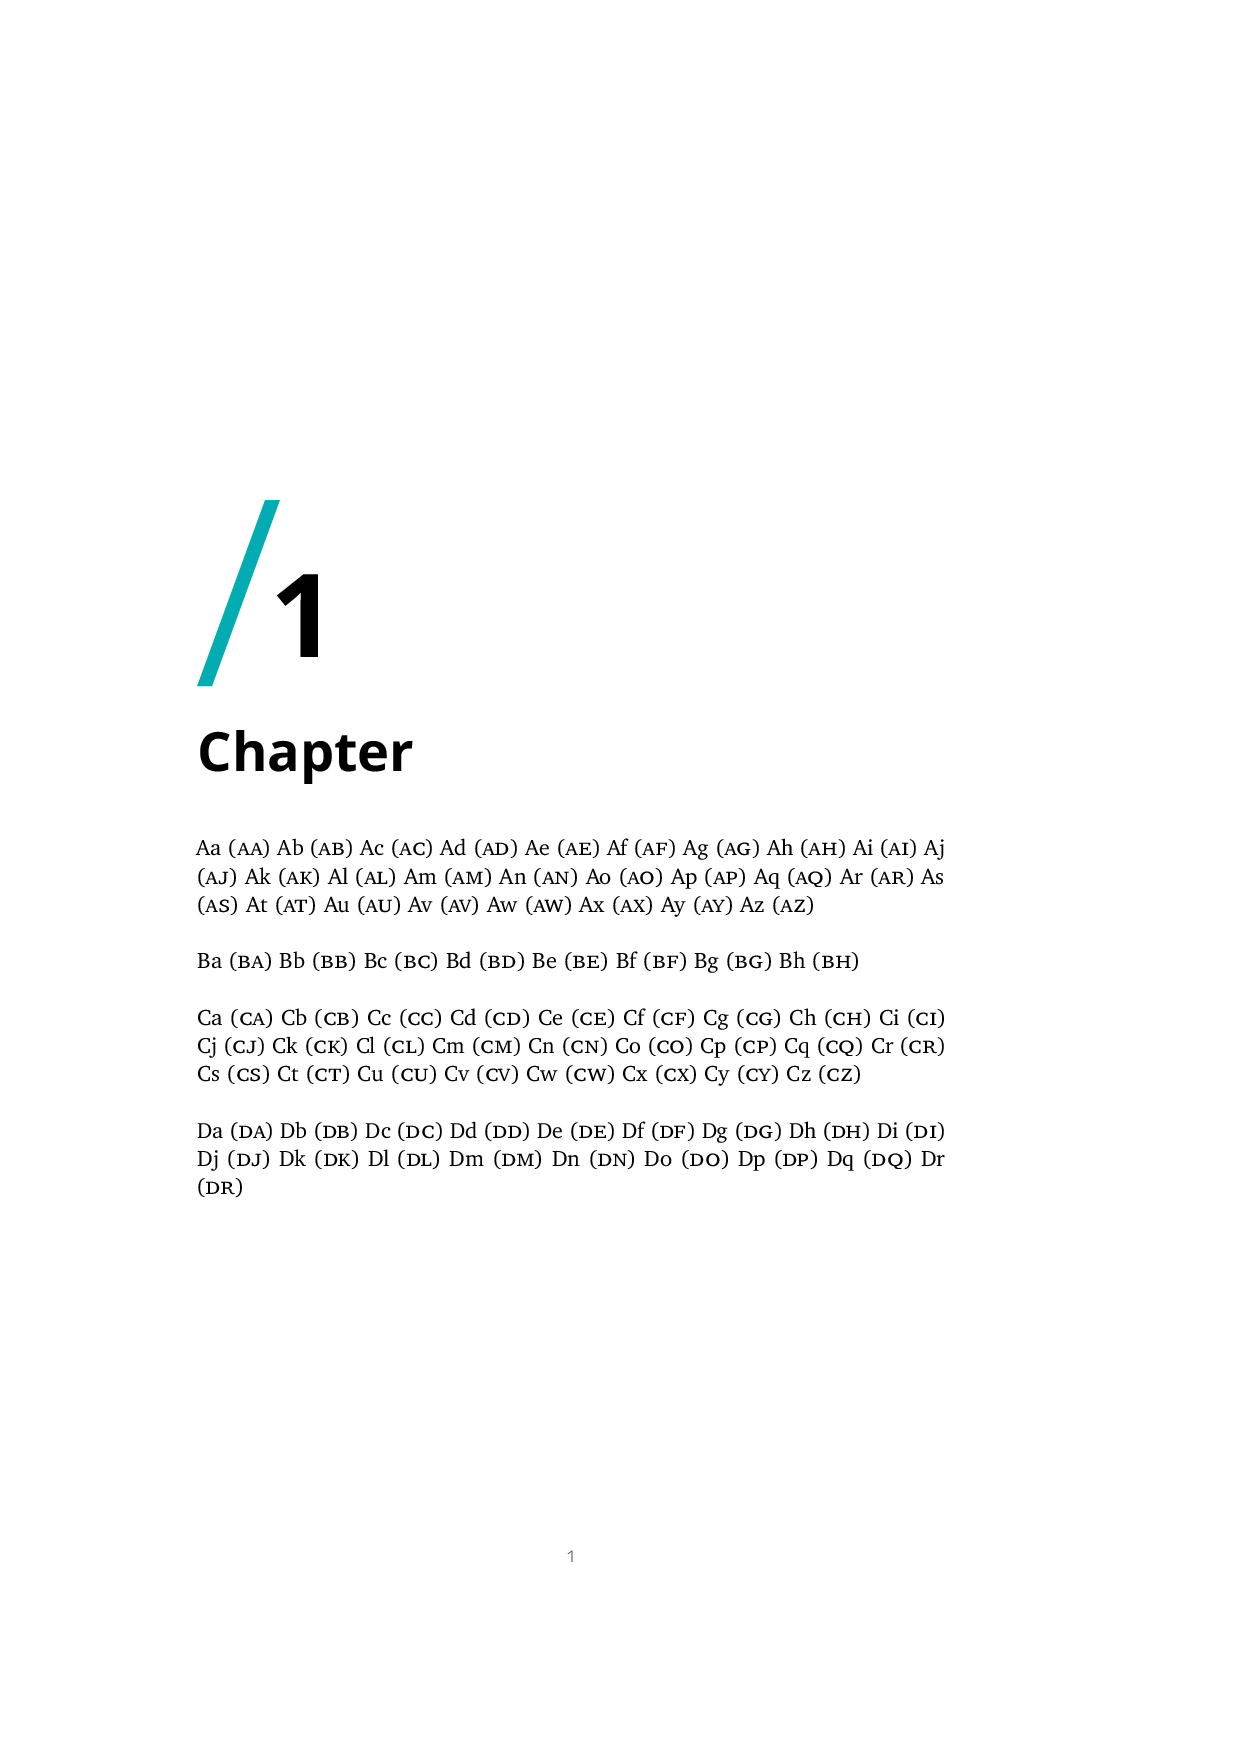 1
Chapter
Aa (AA) Ab (AB) Ac (AC) Ad (AD) Ae (AE) Af (AF) Ag (AG) Ah (AH) Ai (AI) Aj
(AJ) Ak (AK) Al (AL) Am (AM) An (AN) Ao (AO) Ap (AP) Aq (AQ) Ar (AR) As
(AS) At (AT) Au (AU) Av (AV) Aw (AW) Ax (AX) Ay (AY) Az (AZ)
Ba (BA) Bb (BB) Bc (BC) Bd (BD) Be (BE) Bf (BF) Bg (BG) Bh (BH)
Ca (CA) Cb (CB) Cc (CC) Cd (CD) Ce (CE) Cf (CF) Cg (CG) Ch (CH) Ci (CI)
Cj (CJ) Ck (CK) Cl (CL) Cm (CM) Cn (CN) Co (CO) Cp (CP) Cq (CQ) Cr (CR)
Cs (CS) Ct (CT) Cu (CU) Cv (CV) Cw (CW) Cx (CX) Cy (CY) Cz (CZ)
Da (DA) Db (DB) Dc (DC) Dd (DD) De (DE) Df (DF) Dg (DG) Dh (DH) Di (DI)
Dj (DJ) Dk (DK) Dl (DL) Dm (DM) Dn (DN) Do (DO) Dp (DP) Dq (DQ) Dr
(DR)
1